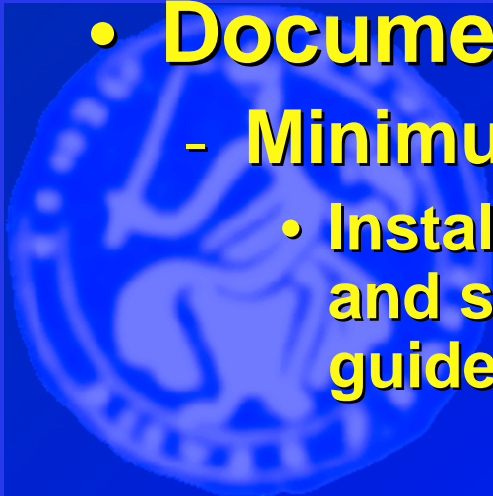 • Docume
- Minimu
• Instal
and s
guide